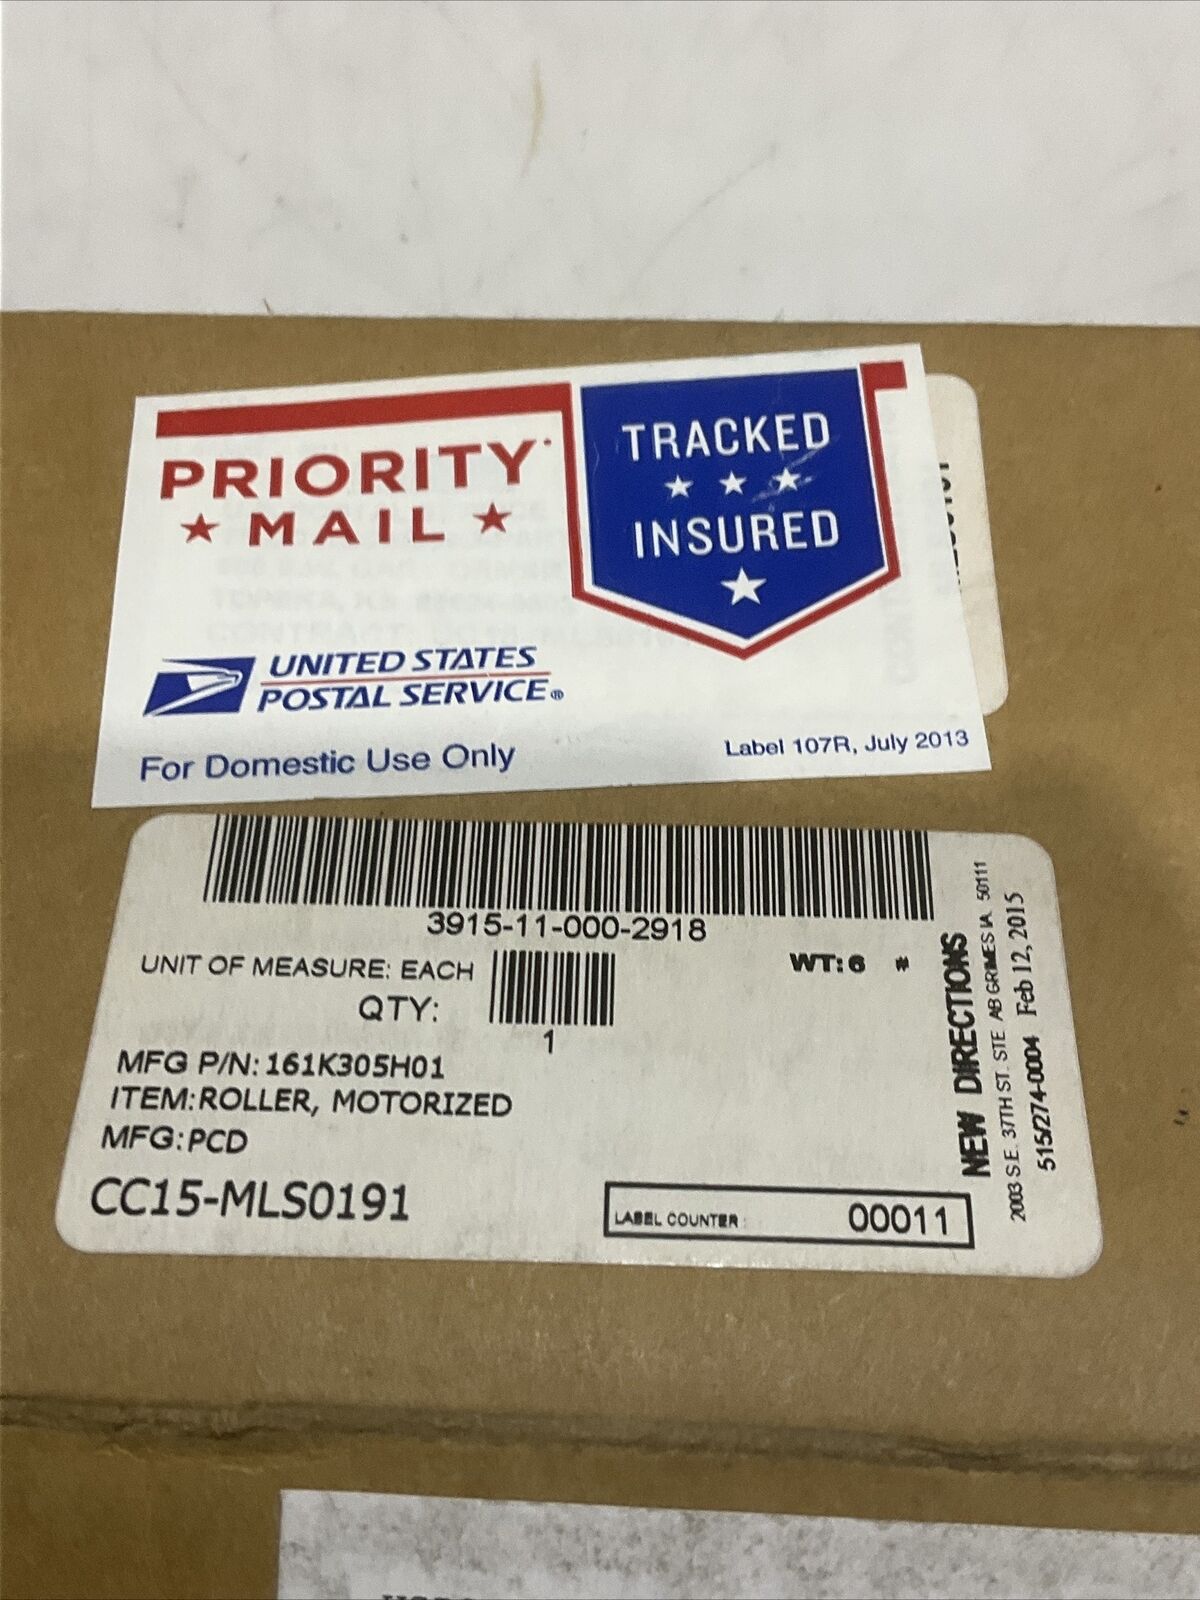 PRIORITY
★ MAIL ★
TRACKED
★ ★ ★
INSURED
★
UNITED STATES
POSTAL SERVICE®
For Domestic Use Only
Label 107R, July 2013
3915-11-000-2918
UNIT OF MEASURE: EACH
WT: 6 #
QTY:
1
MFG P/N: 161K305H01
ITEM: ROLLER, MOTORIZED
MFG: PCD
CC15-MLS0191
LABEL COUNTER: 00011
NEW DIRECTIONS
2003 S.E. 37TH ST. STE AB GRIMES IA. 50111
515/274-0004 Feb 12, 2015